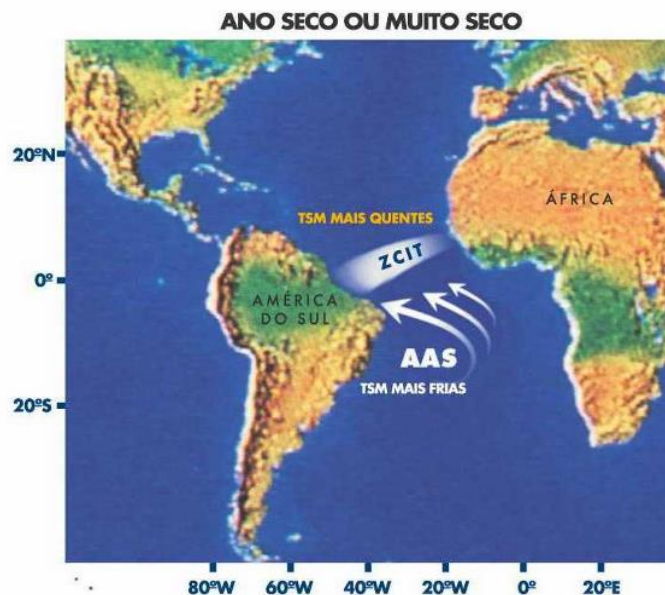 ANO SECO OU MUITO SECO
20ºN
ÁFRICA
TSM MAIS QUENTES
ZCIT
0º
AMÉRICA
DO SUL
AAS
TSM MAIS FRIAS
20ºS
80ºW 60ºW 40ºW 20ºW 0º 20ºE